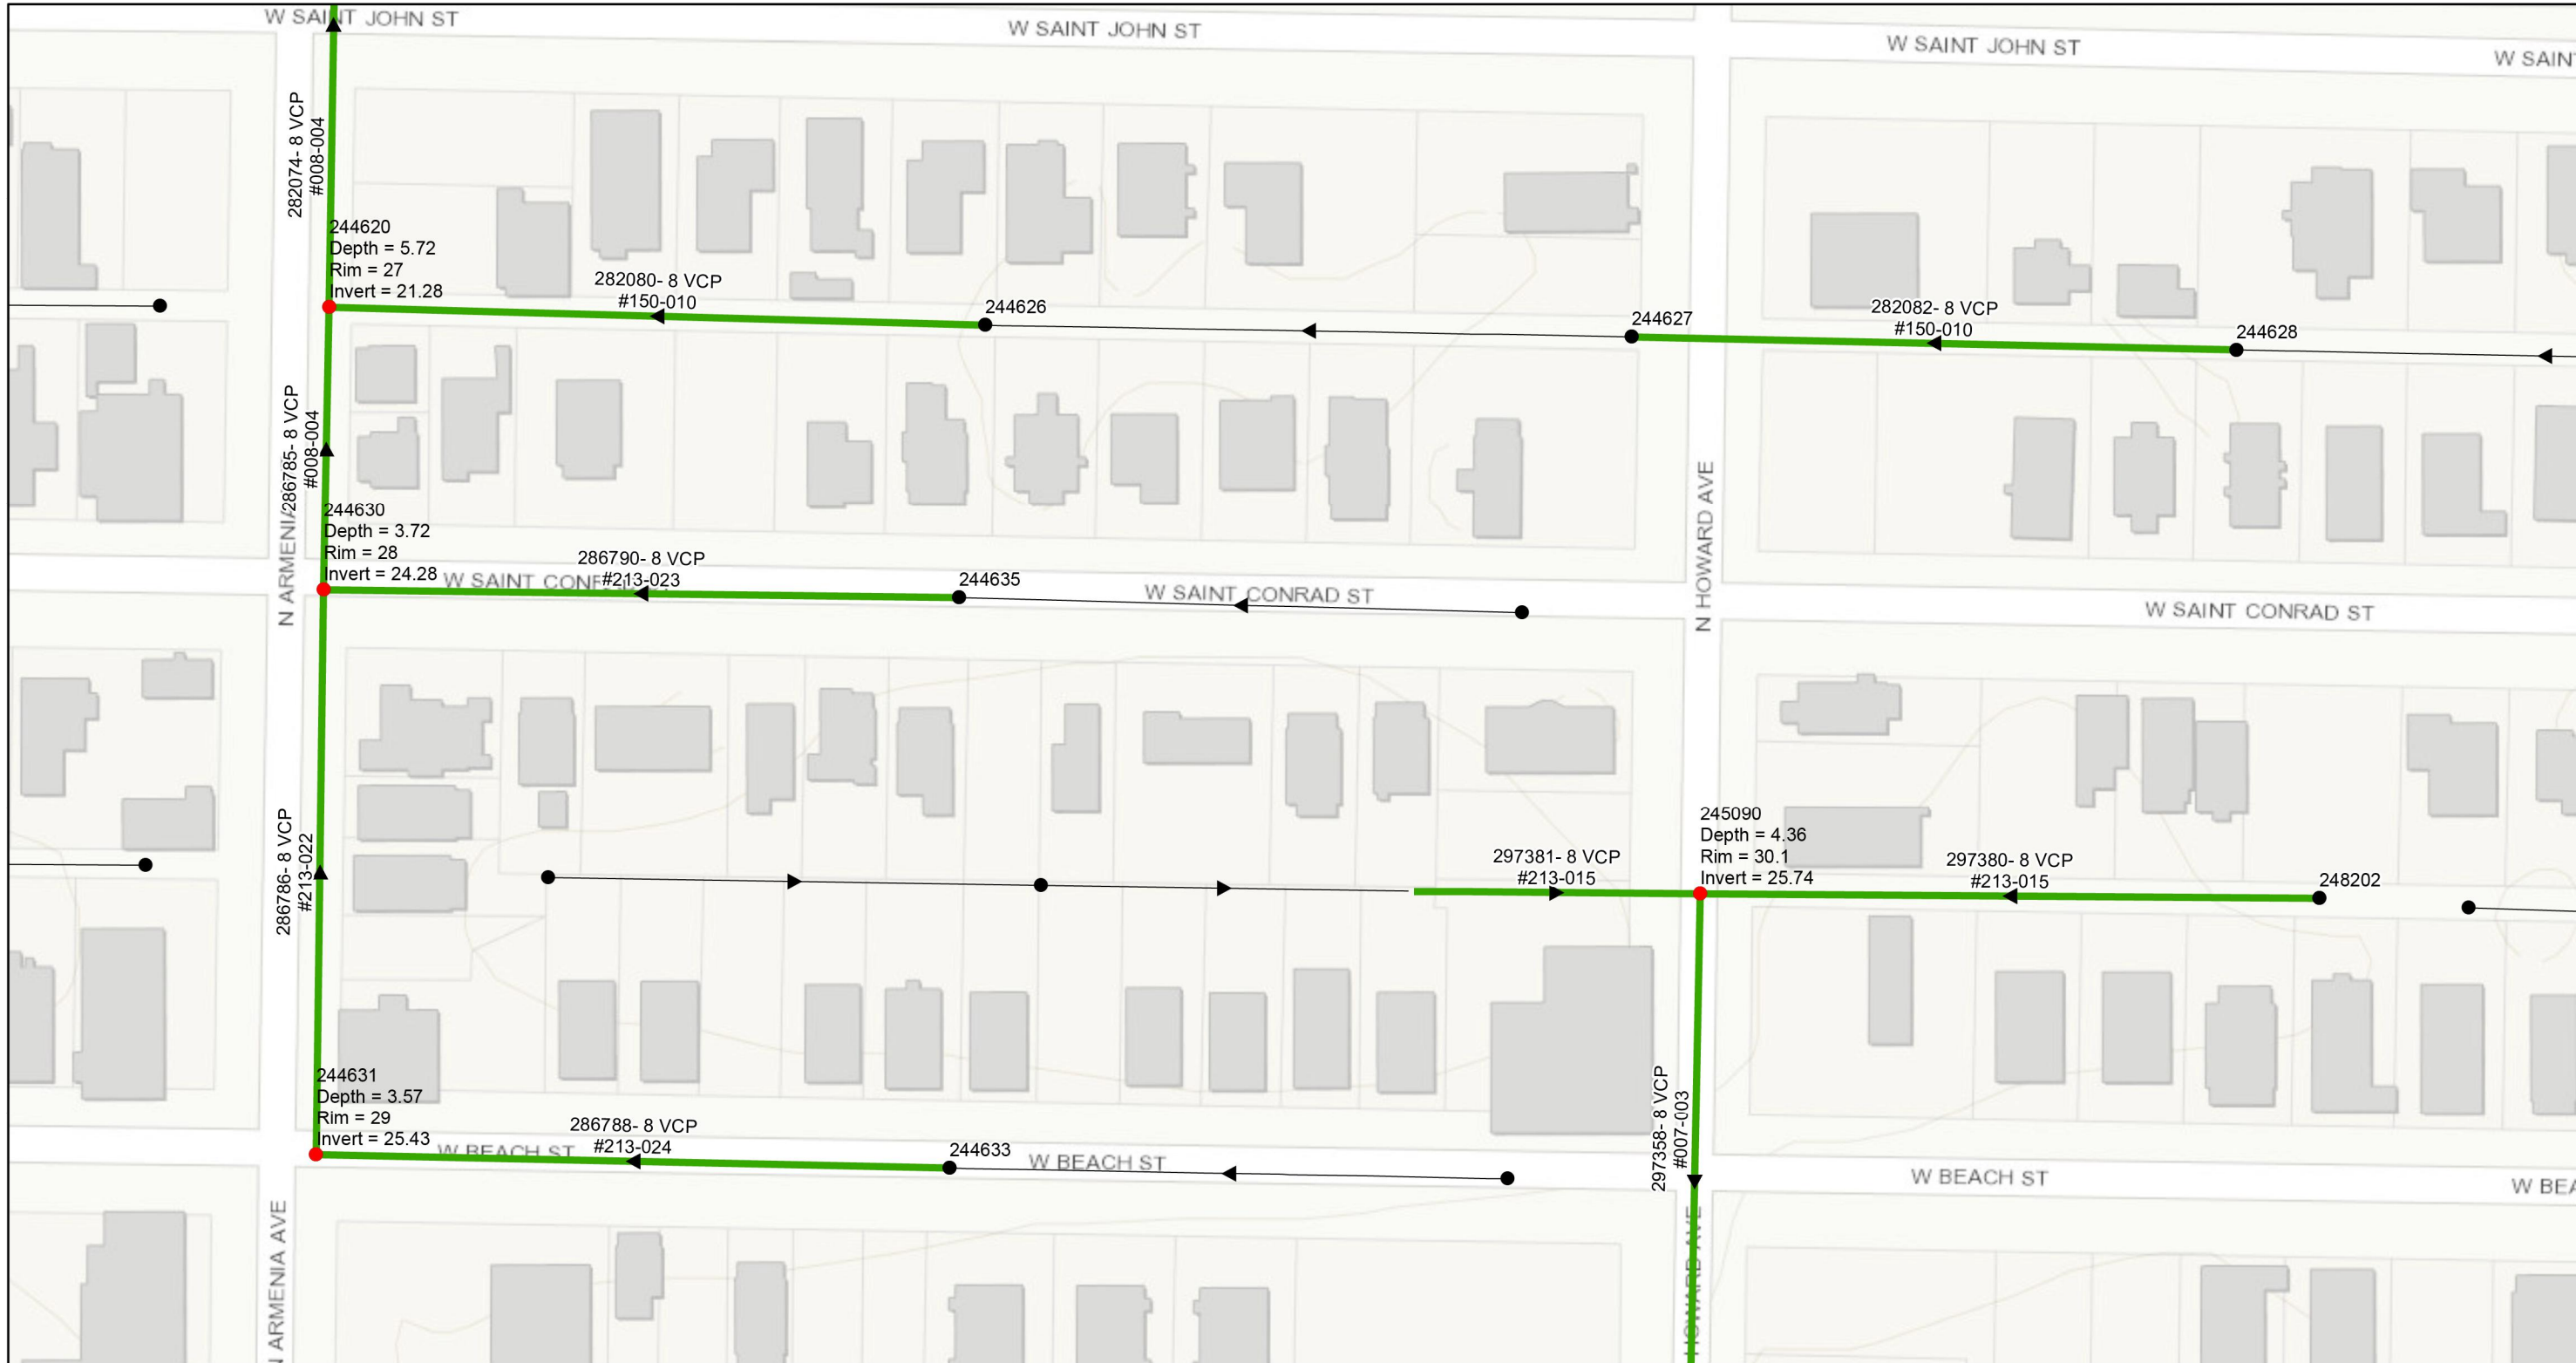 W SAINT JOHN ST
W SAINT JOHN ST
W SAINT JOHN ST
W SAINT
282074- 8 VCP
#008-004
244620
Depth = 5.72
Rim = 27
Invert = 21.28
282080- 8 VCP
#150-010
244626
244627
282082- 8 VCP
#150-010
244628
286785- 8 VCP
#008-004
N ARMENIA
244630
Depth = 3.72
Rim = 28
Invert = 24.28
W SAINT CONR
286790- 8 VCP
#213-023
244635
W SAINT CONRAD ST
N HOWARD AVE
W SAINT CONRAD ST
286786- 8 VCP
#213-022
297381- 8 VCP
#213-015
245090
Depth = 4.36
Rim = 30.1
Invert = 25.74
297380- 8 VCP
#213-015
248202
244631
Depth = 3.57
Rim = 29
Invert = 25.43
W BEACH ST
286788- 8 VCP
#213-024
244633
W BEACH ST
297358- 8 VCP
#007-003
W BEACH ST
W BEA
N ARMENIA AVE
HOWARD AVE